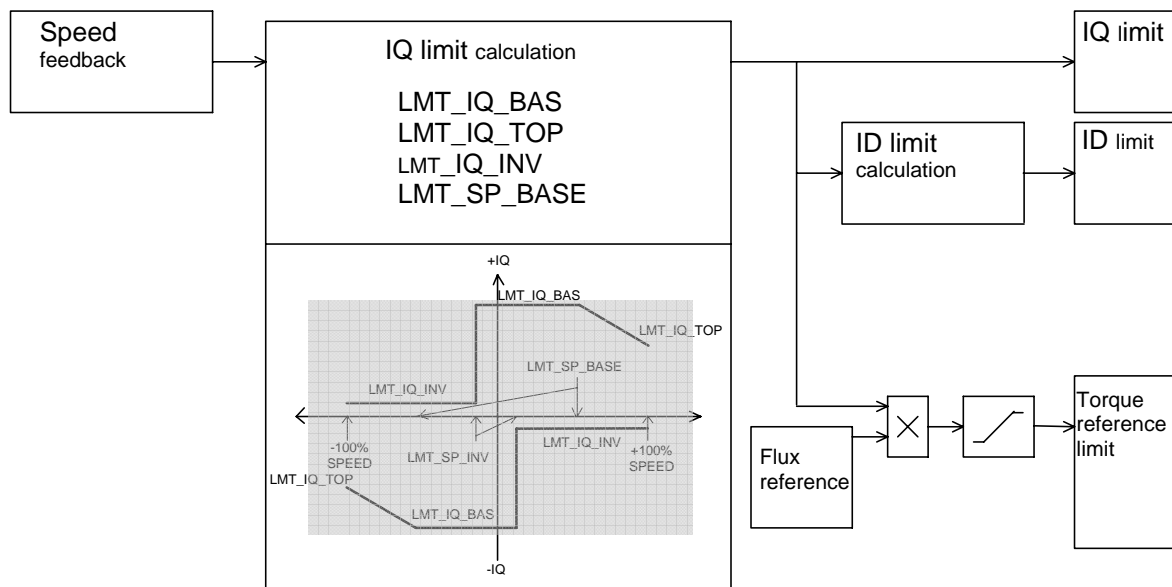 Speed
feedback
IQ limit calculation
LMT_IQ_BAS
LMT_IQ_TOP
LMT_IQ_INV
LMT_SP_BASE
IQ limit
ID limit
calculation
ID limit
+IQ
LMT_IQ_BAS
LMT_IQ_TOP
LMT_SP_BASE
LMT_IQ_INV
LMT_IQ_INV
-100%
SPEED
LMT_SP_INV
+100%
SPEED
LMT_IQ_TOP
LMT_IQ_BAS
-IQ
Flux
reference
Torque
reference
limit